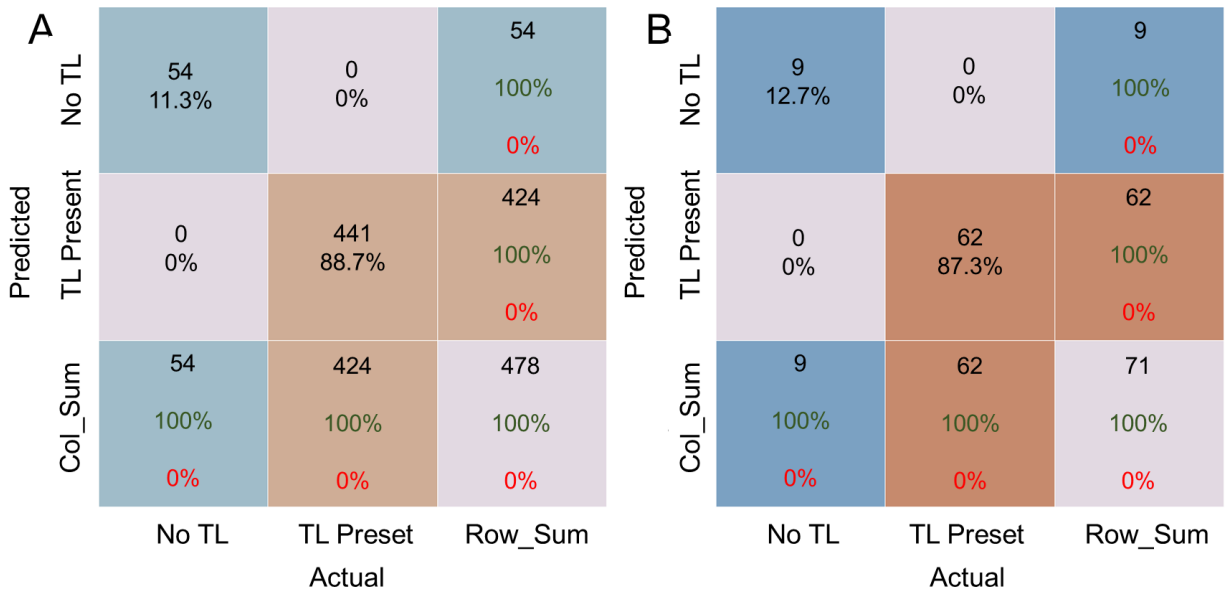 A
No TL
54
11.3%
0
0%
54
100%
0%
Predicted
TL Present
0
0%
441
88.7%
424
100%
0%
Col_Sum
54
100%
0%
424
100%
0%
478
100%
0%
No TL
TL Preset
Row_Sum
Actual
B
No TL
9
12.7%
0
0%
9
100%
0%
Predicted
TL Present
0
0%
62
87.3%
62
100%
0%
Col_Sum
9
100%
0%
62
100%
0%
71
100%
0%
No TL
TL Preset
Row_Sum
Actual